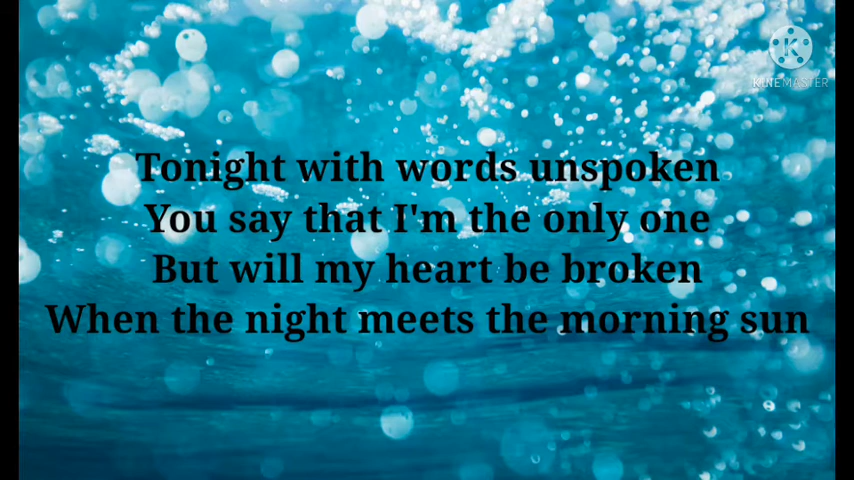 KINEMASTER
Tonight with words unspoken
You say that I'm the only one
But will my heart be broken
When the night meets the morning sun